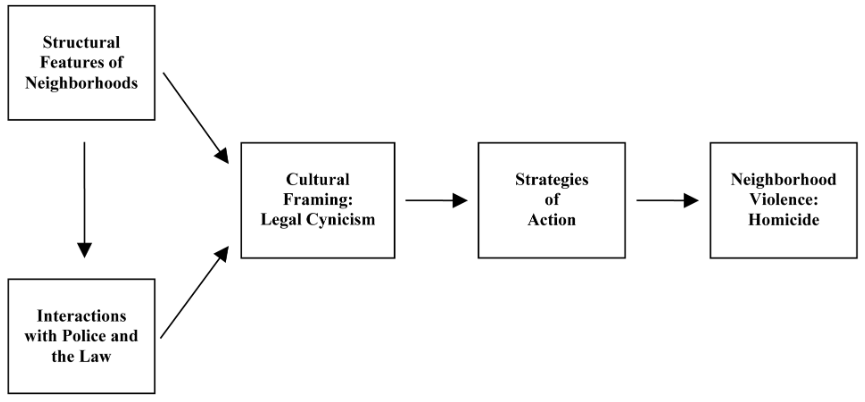 Structural
Features of
Neighborhoods
Interactions
with Police and
the Law
Cultural
Framing:
Legal Cynicism
Strategies
of
Action
Neighborhood
Violence:
Homicide